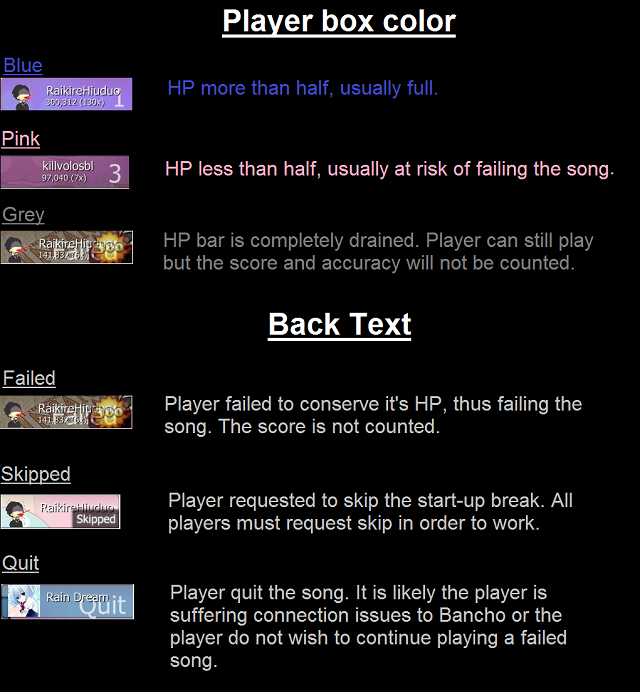 Player box color
Blue
RaikireHiuduo
300,312 (130x)
1
HP more than half, usually full.
Pink
killvolosbl
97,040 (7x)
3
HP less than half, usually at risk of failing the song.
Grey
RaikireHiuduo
Failed
HP bar is completely drained. Player can still play
but the score and accuracy will not be counted.
Back Text
Failed
RaikireHiuduo
Failed
Player failed to conserve it's HP, thus failing the
song. The score is not counted.
Skipped
RaikireHiuduo
Skipped
Player requested to skip the start-up break. All
players must request skip in order to work.
Quit
Rain Dream
Quit
Player quit the song. It is likely the player is
suffering connection issues to Bancho or the
player do not wish to continue playing a failed
song.